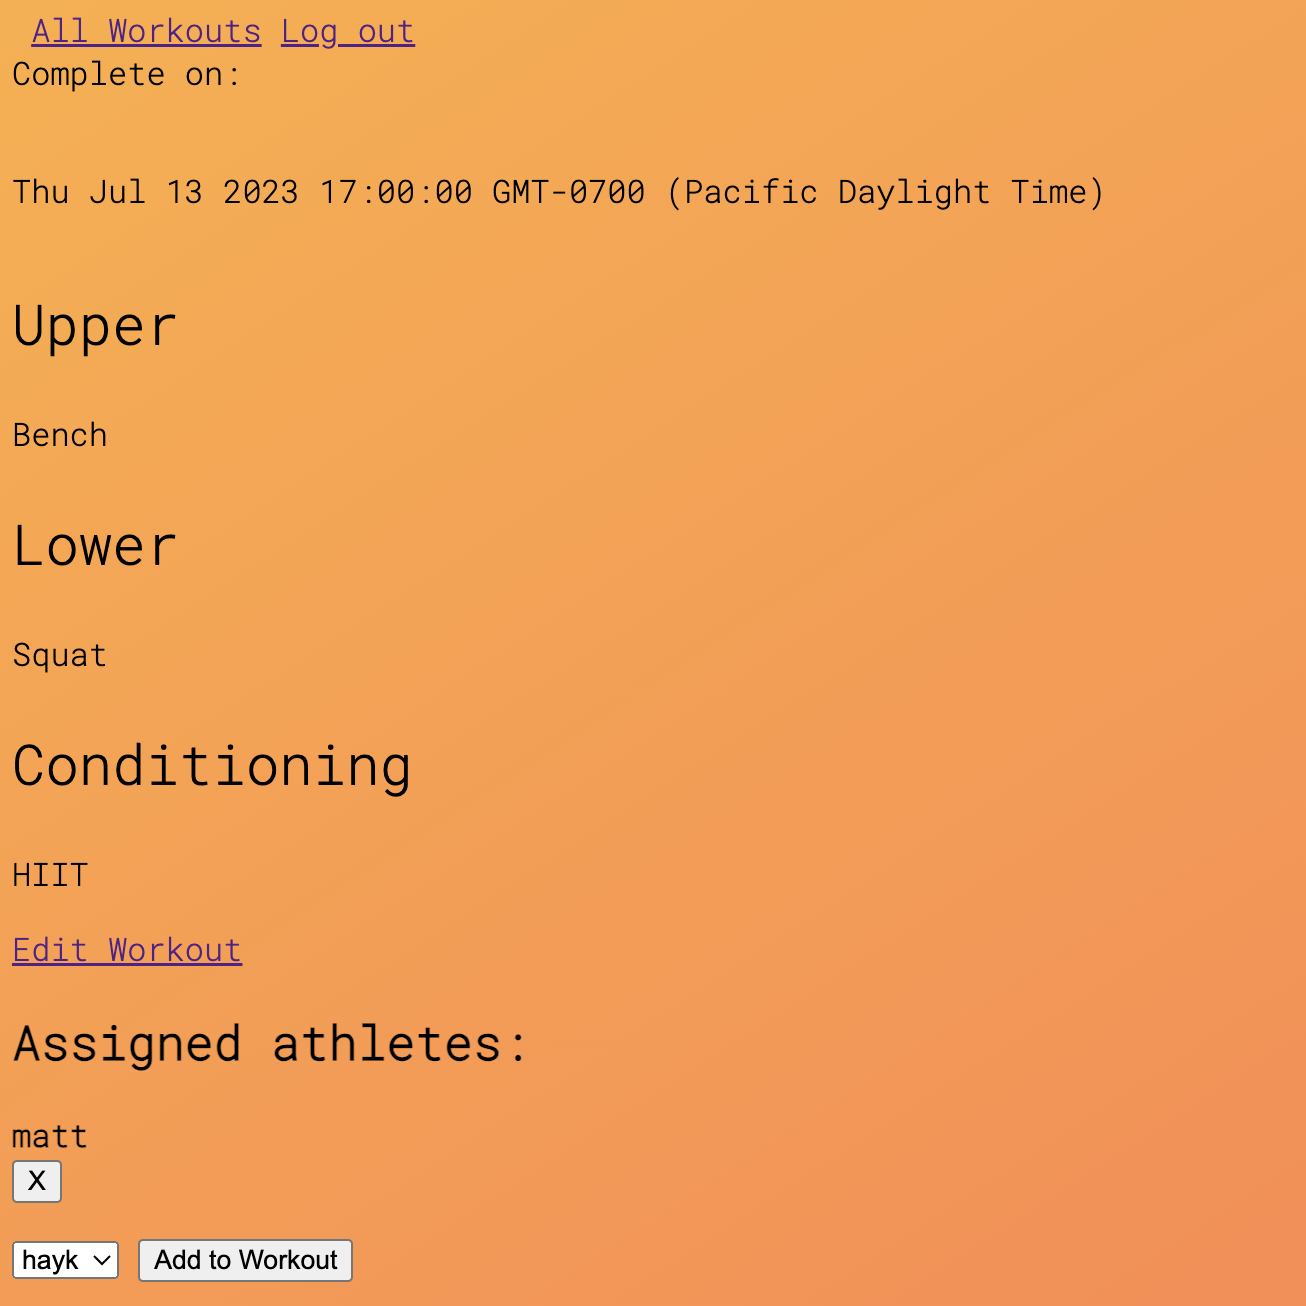 All Workouts Log out
Complete on:
Thu Jul 13 2023 17:00:00 GMT-0700 (Pacific Daylight Time)
Upper
Bench
Lower
Squat
Conditioning
HIIT
Edit Workout
Assigned athletes:
matt
X
hayk Add to Workout